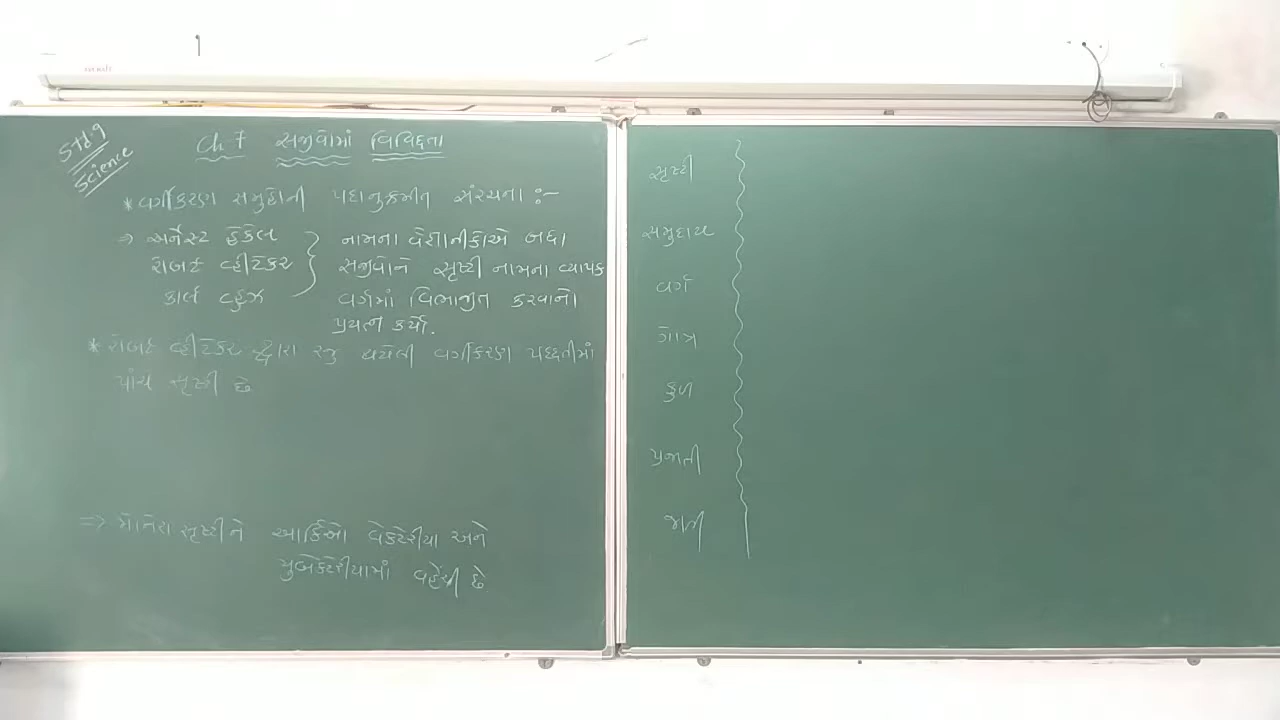 Std.9
Science
Ch 7 સજીવોમાં વિવિધતા
* વર્ગીકરણ સમુહોની પદાનુક્રમીત સંરચના :-
⇒ અર્નેસ્ટ હેકેલ } નામના વૈજ્ઞાનીકોએ બધા
રોબર્ટ વ્હીટેકર } સજીવોને સૃષ્ટી નામના વ્યાપક
કાર્લ વુઝ } વર્ગમાં વિભાજીત કરવાનો
પ્રયત્ન કર્યો.
* રોબર્ટ વ્હીટેકર દ્વારા રજુ થયેલી વર્ગીકરણ પદ્ધતીમાં
પાંચ સૃષ્ટી છે
⇒ મોનેરા સૃષ્ટીને આર્કિઓ બેક્ટેરીયા અને
યુબેક્ટેરીયામાં વહેંચી છે
સૃષ્ટી
સમુદાય
વર્ગ
ગોત્ર
કુળ
પ્રજાતી
જાતી